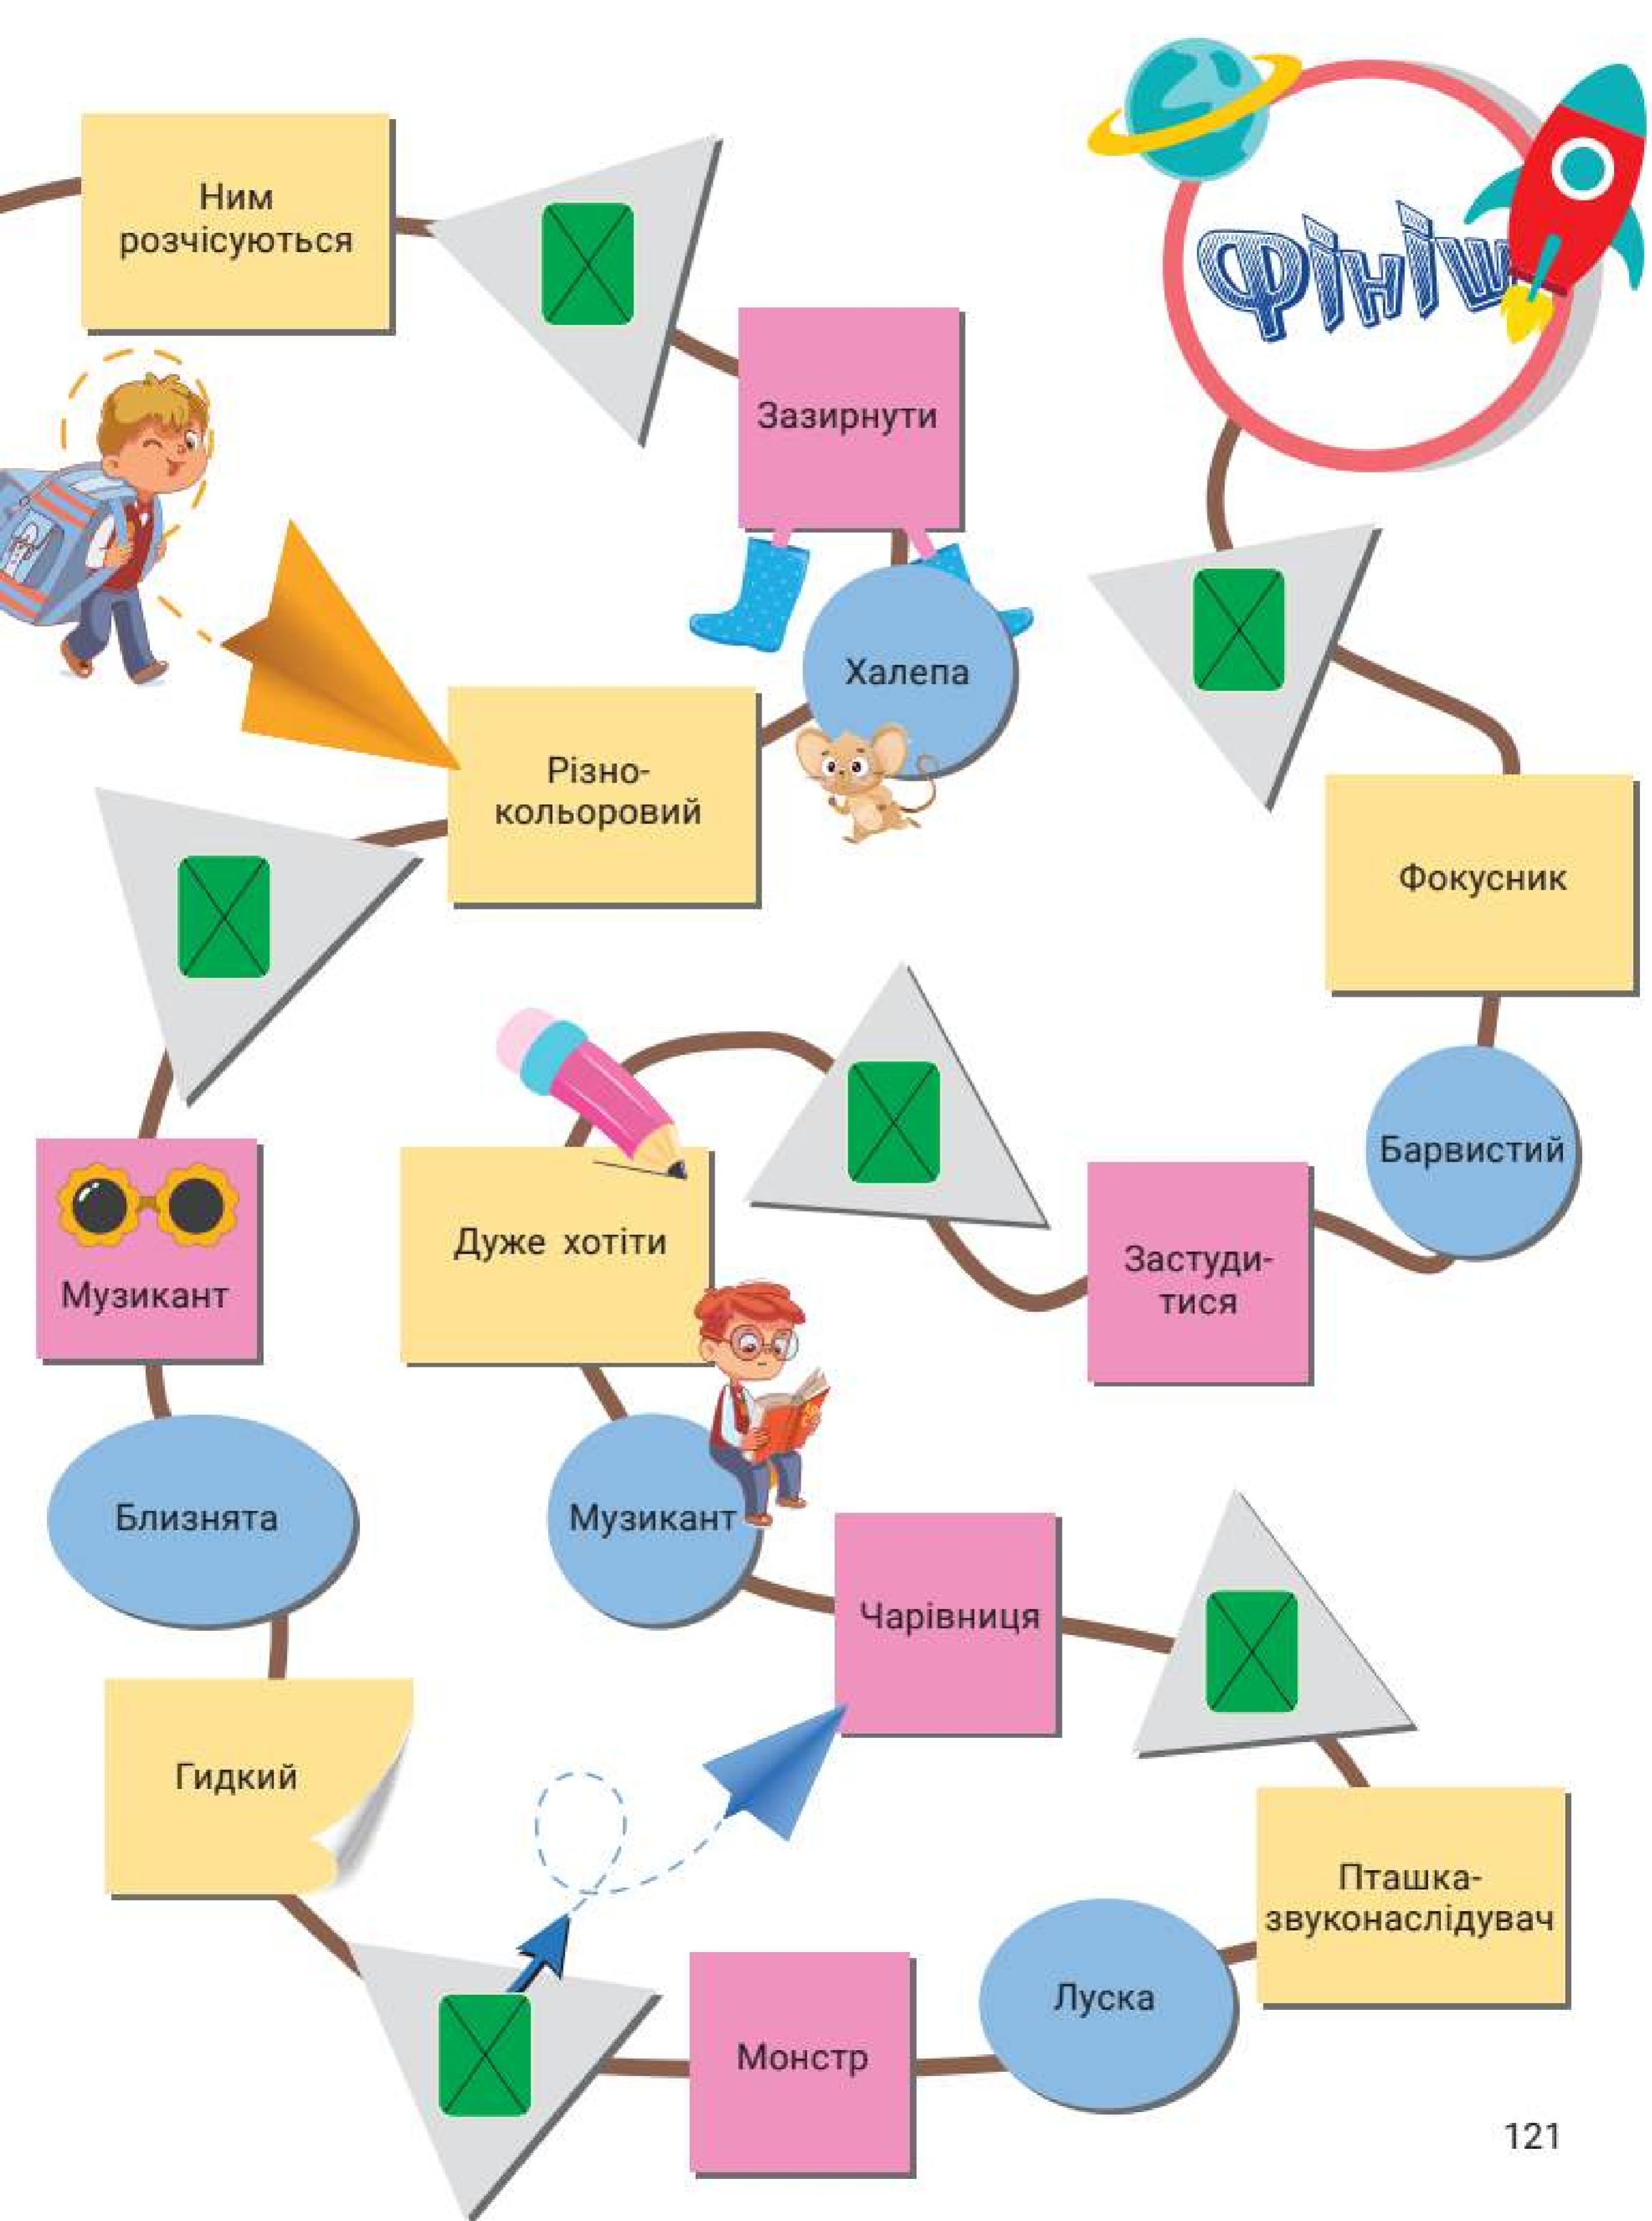 Ним
розчісуються
Фініш
Зазирнути
Халепа
Різно-
кольоровий
Фокусник
Барвистий
Застуди-
тися
Дуже хотіти
Музикант
Близнята
Музикант
Чарівниця
Гидкий
Пташка-
звуконаслідувач
Луска
Монстр
121